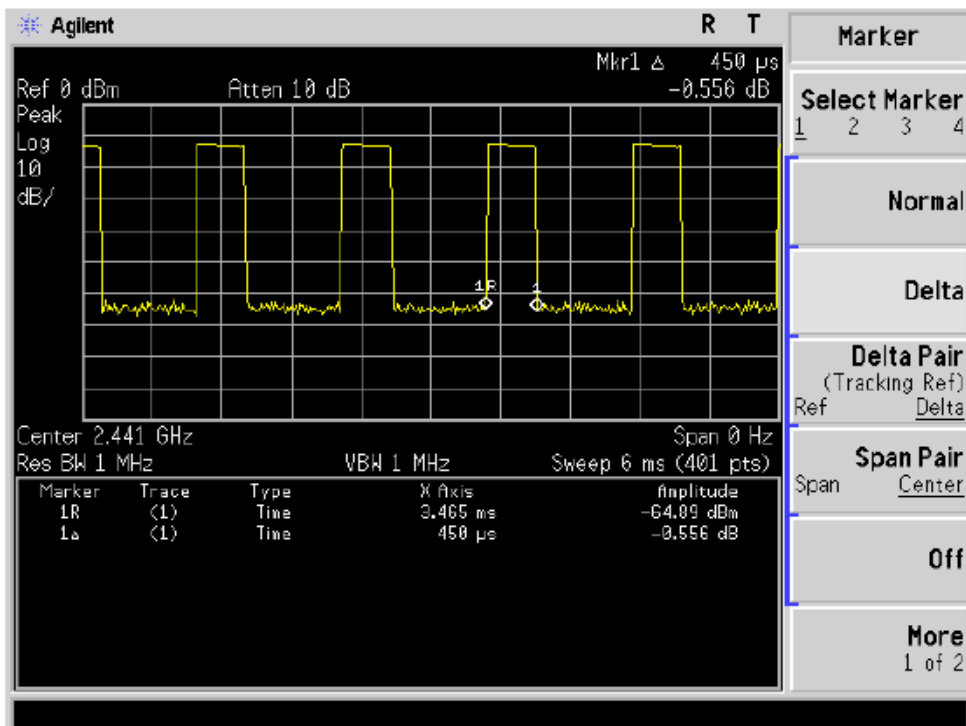 Agilent
R T
Mkr1 Δ 450 µs
Ref 0 dBm Atten 10 dB -0.556 dB
Peak
Log
10
dB/
1R 1
Center 2.441 GHz Span 0 Hz
Res BW 1 MHz VBW 1 MHz Sweep 6 ms (401 pts)
Marker Trace Type X Axis Amplitude
1R (1) Time 3.465 ms -64.89 dBm
1Δ (1) Time 450 µs -0.556 dB
Marker
Select Marker
1 2 3 4
Normal
Delta
Delta Pair
(Tracking Ref)
Ref Delta
Span Pair
Span Center
Off
More
1 of 2